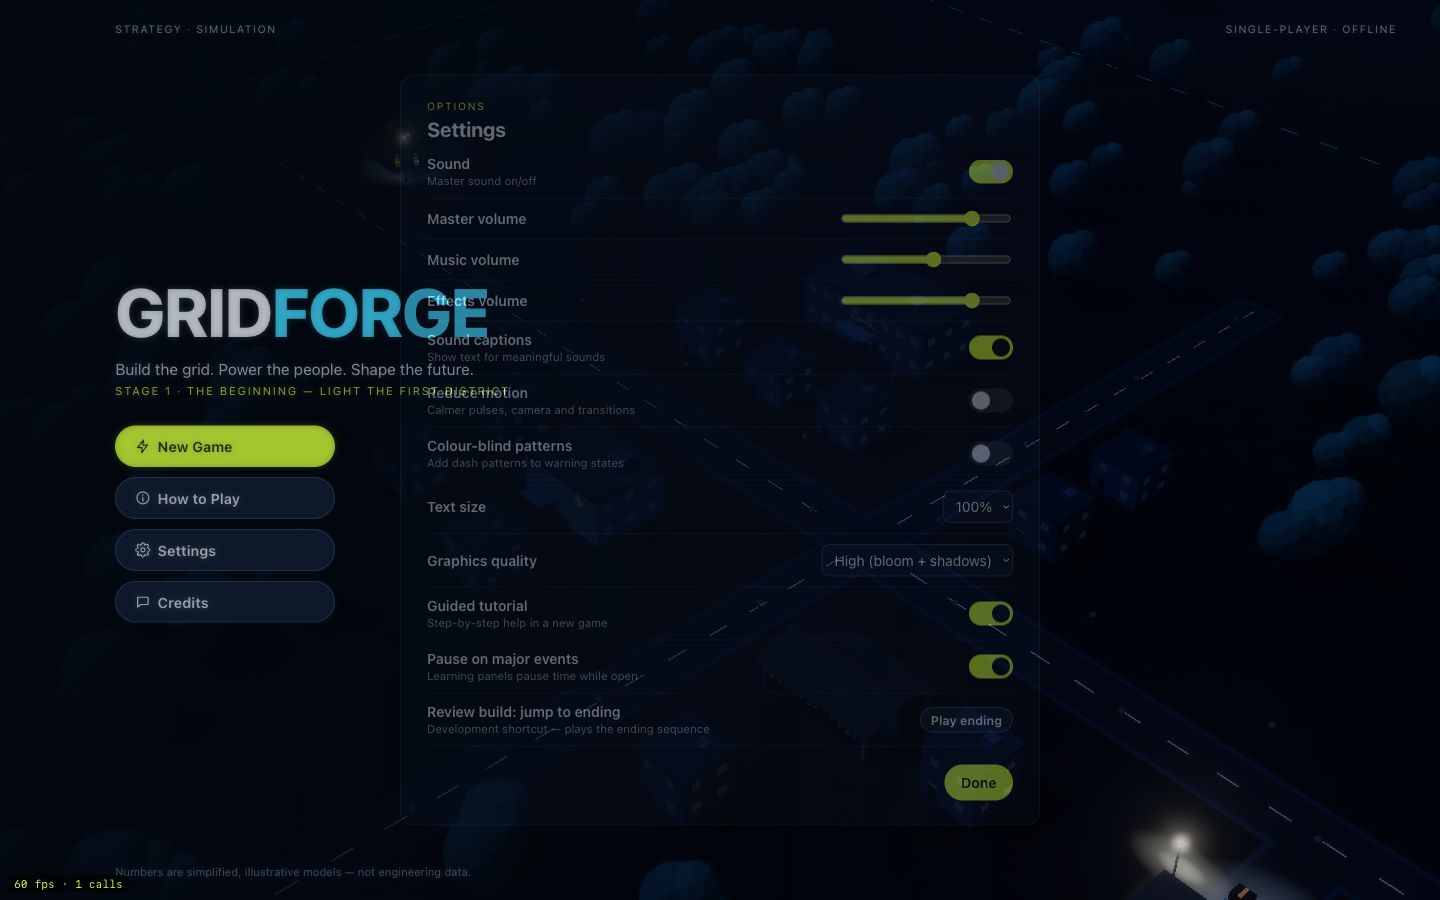 STRATEGY · SIMULATION
SINGLE-PLAYER · OFFLINE
OPTIONS
Settings
Sound
Master sound on/off
Master volume
Music volume
Effects volume
Sound captions
Show text for meaningful sounds
Reduce motion
Calmer pulses, camera and transitions
Colour-blind patterns
Add dash patterns to warning states
Text size
100%
Graphics quality
High (bloom + shadows)
Guided tutorial
Step-by-step help in a new game
Pause on major events
Learning panels pause time while open
Review build: jump to ending
Development shortcut — plays the ending sequence
Play ending
Done
GRIDFORGE
Build the grid. Power the people. Shape the future.
STAGE 1 · THE BEGINNING — LIGHT THE FIRST DISTRICT
New Game
How to Play
Settings
Credits
Numbers are simplified, illustrative models — not engineering data.
60 fps · 1 calls